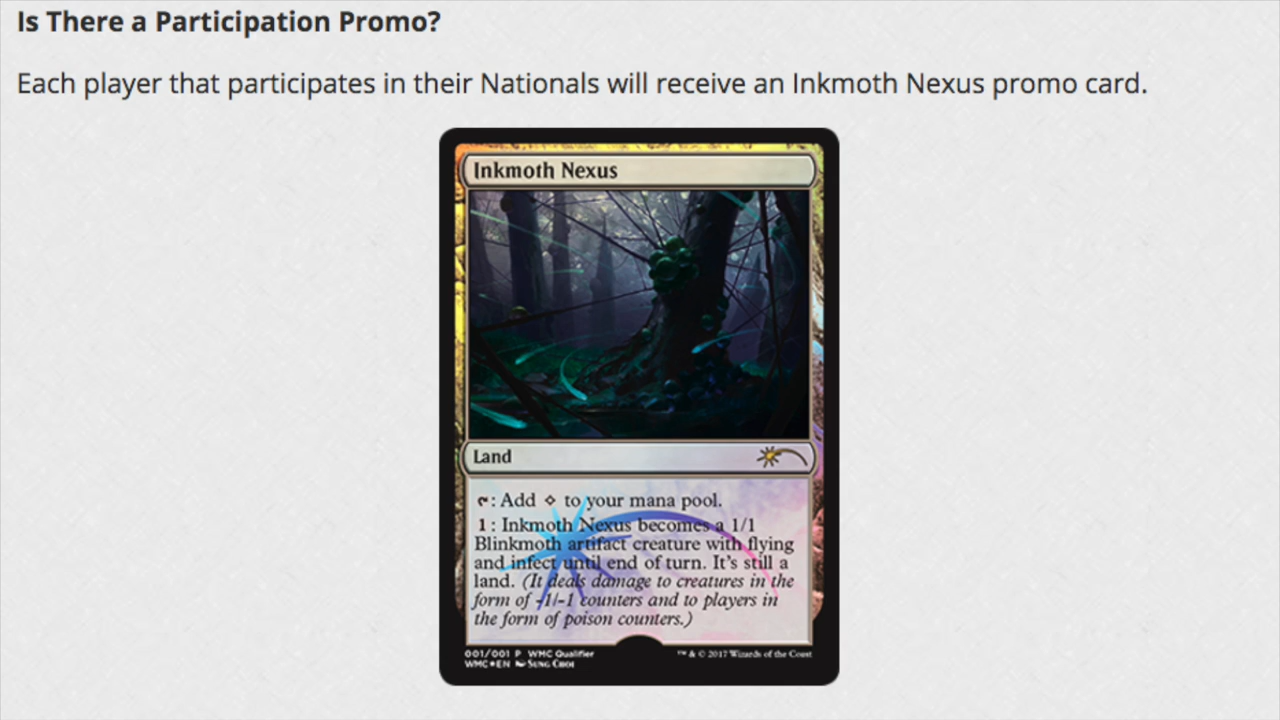 Is There a Participation Promo?
Each player that participates in their Nationals will receive an Inkmoth Nexus promo card.
Inkmoth Nexus
Land
: Add to your mana pool.
1: Inkmoth Nexus becomes a 1/1
Blinkmoth artifact creature with flying
and infect until end of turn. It's still a
land. (It deals damage to creatures in the
form of -1/-1 counters and to players in
the form of poison counters.)
001/001 P WMC Qualifier
™ & © 2017 Wizards of the Coast
WMC★EN Sung Choi